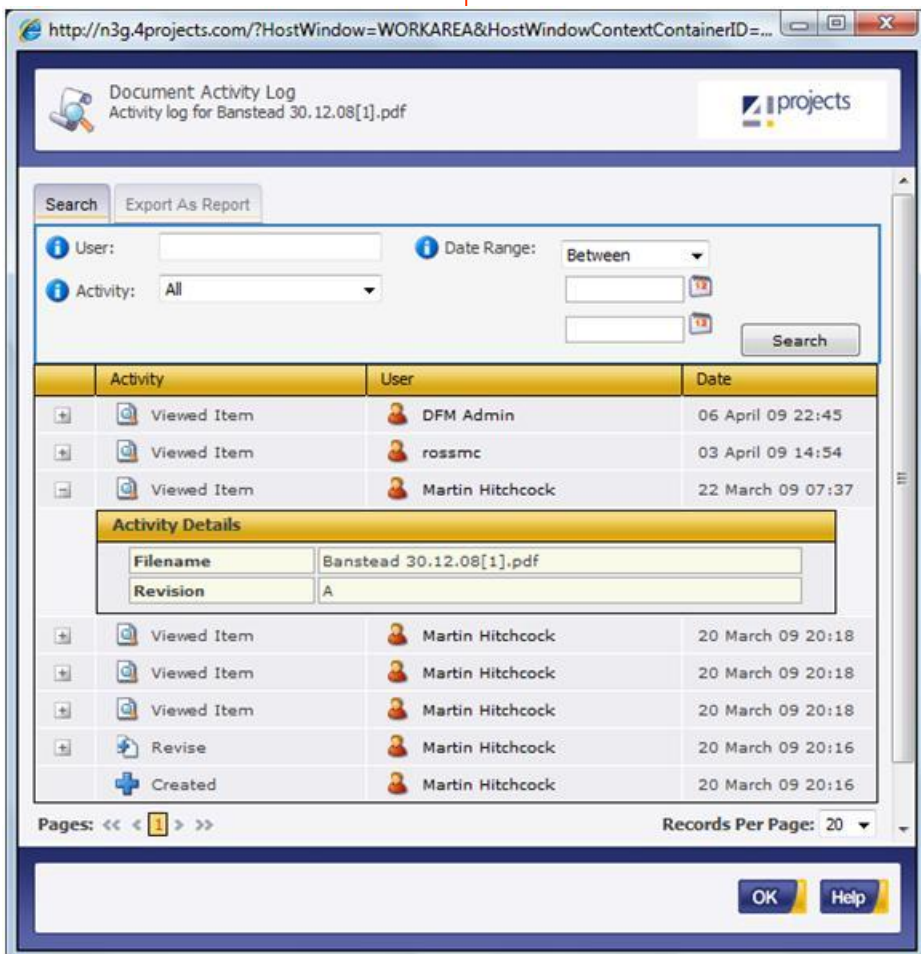 http://n3g.4projects.com/?HostWindow=WORKAREA&HostWindowContextContainerID=...
Document Activity Log
Activity log for Banstead 30.12.08[1].pdf
4 projects
Search Export As Report
User: Date Range: Between
Activity: All
Search
Activity User Date
Viewed Item DFM Admin 06 April 09 22:45
Viewed Item rossmc 03 April 09 14:54
Viewed Item Martin Hitchcock 22 March 09 07:37
Activity Details
Filename Banstead 30.12.08[1].pdf
Revision A
Viewed Item Martin Hitchcock 20 March 09 20:18
Viewed Item Martin Hitchcock 20 March 09 20:18
Viewed Item Martin Hitchcock 20 March 09 20:18
Revise Martin Hitchcock 20 March 09 20:16
Created Martin Hitchcock 20 March 09 20:16
Pages: << < 1 > >> Records Per Page: 20
OK Help